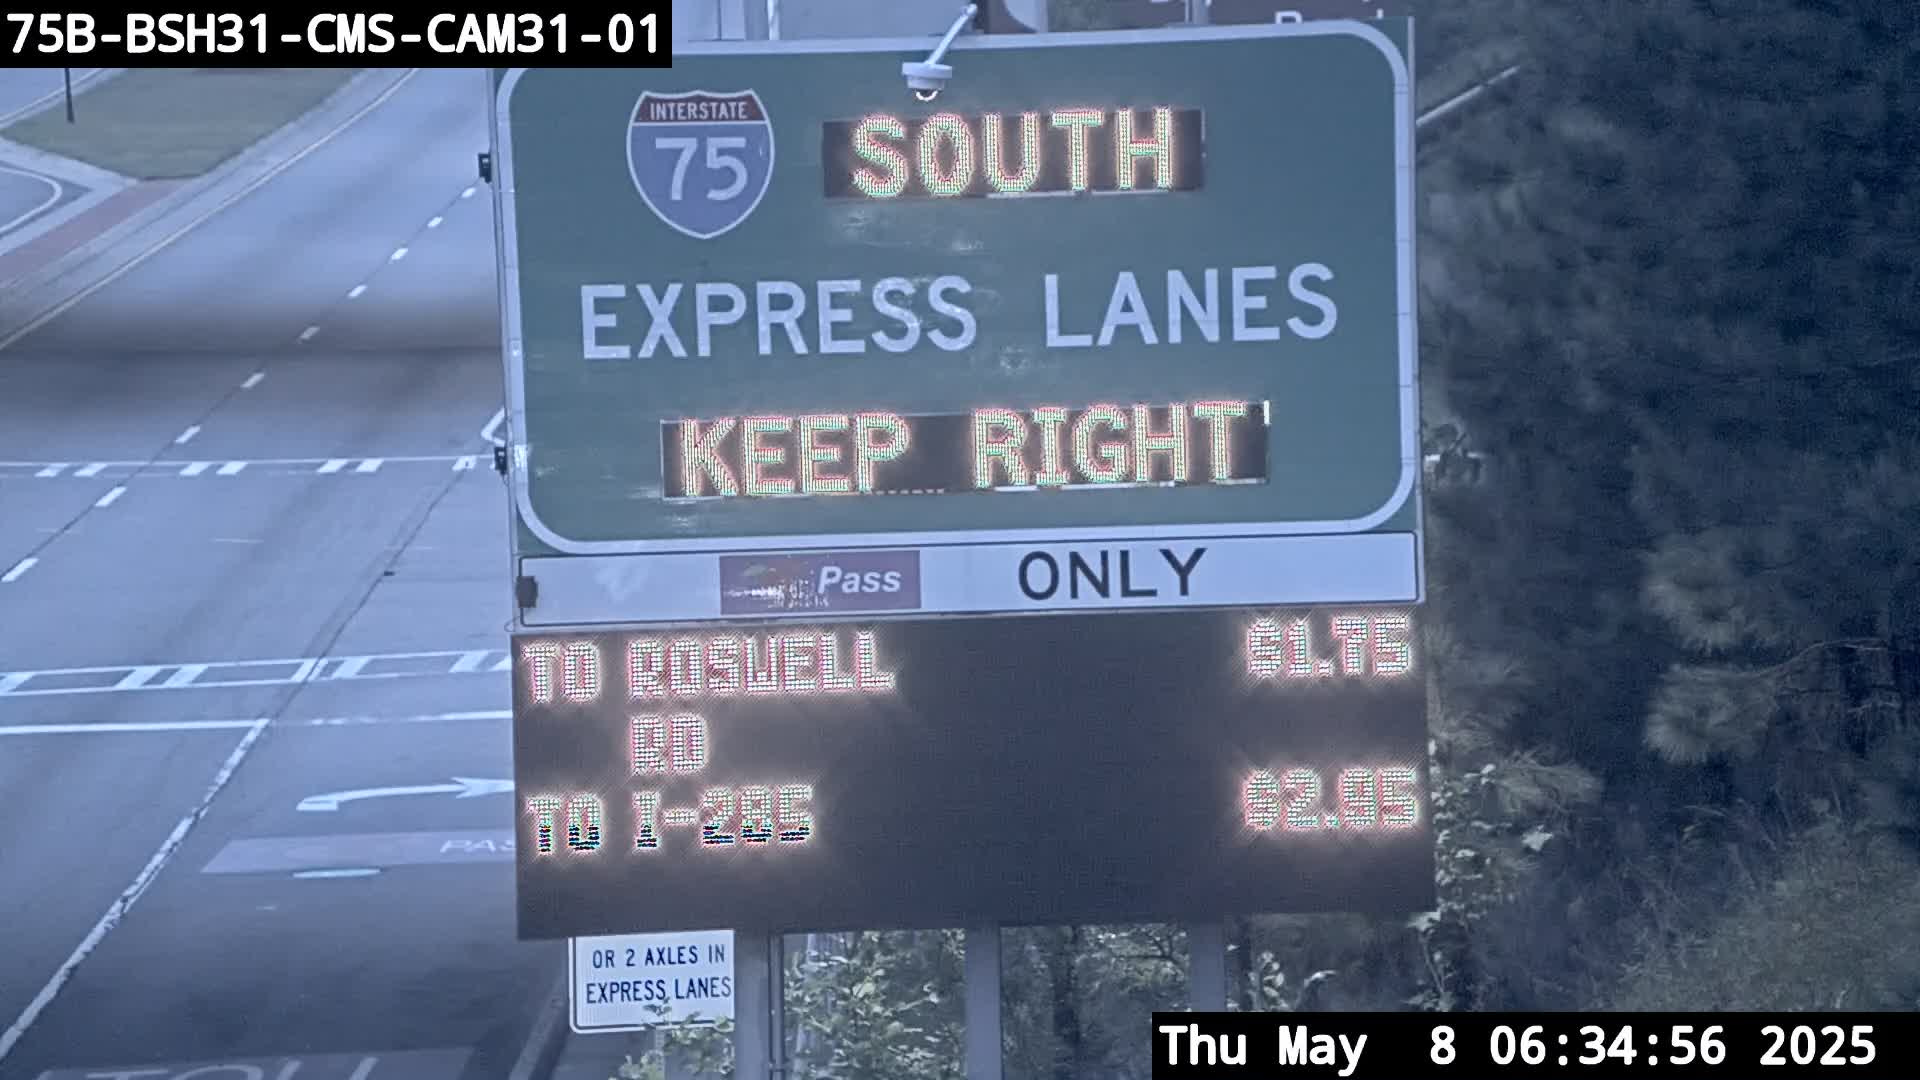 75B-BSH31-CMS-CAM31-01
INTERSTATE
75
SOUTH
EXPRESS LANES
KEEP RIGHT
Pass ONLY
TO ROSWELL $1.75
RD
TO I-285 $2.95
OR 2 AXLES IN
EXPRESS LANES
Thu May 8 06:34:56 2025